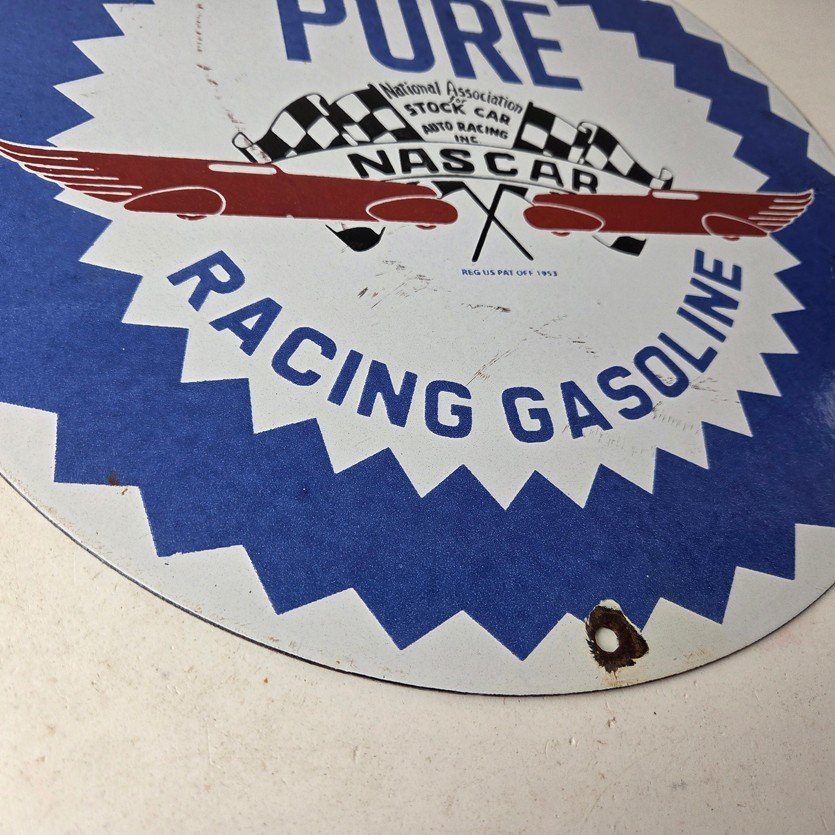 PURE
National Association
for
STOCK CAR
AUTO RACING
INC
NASCAR
REG US PAT OFF 1953
RACING GASOLINE